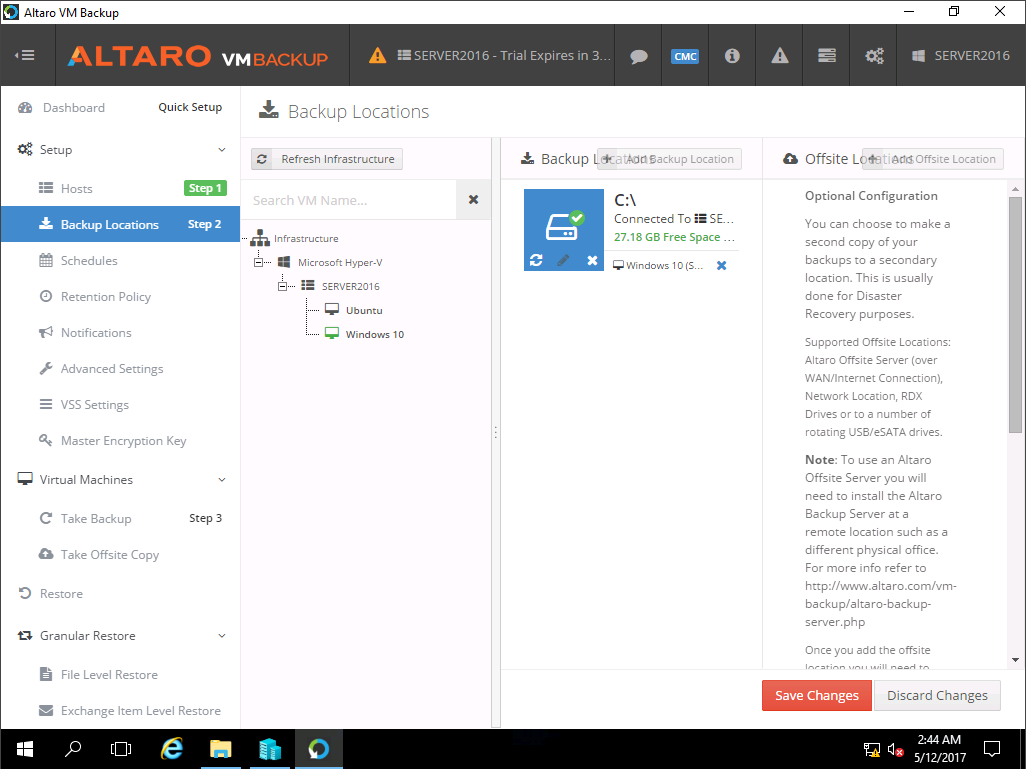 Altaro VM Backup
ALTARO VMBACKUP
SERVER2016 - Trial Expires in 3...
CMC
SERVER2016
Dashboard
Quick Setup
Setup
Hosts
Step 1
Backup Locations
Step 2
Schedules
Retention Policy
Notifications
Advanced Settings
VSS Settings
Master Encryption Key
Virtual Machines
Take Backup
Step 3
Take Offsite Copy
Restore
Granular Restore
File Level Restore
Exchange Item Level Restore
Backup Locations
Refresh Infrastructure
Search VM Name...
Infrastructure
Microsoft Hyper-V
SERVER2016
Ubuntu
Windows 10
Backup Locations
Add Backup Location
C:\
Connected To SE...
27.18 GB Free Space ...
Windows 10 (S...
Offsite Locations
Add Offsite Location
Optional Configuration
You can choose to make a
second copy of your
backups to a secondary
location. This is usually
done for Disaster
Recovery purposes.
Supported Offsite Locations:
Altaro Offsite Server (over
WAN/Internet Connection),
Network Location, RDX
Drives or to a number of
rotating USB/eSATA drives.
Note: To use an Altaro
Offsite Server you will
need to install the Altaro
Backup Server at a
remote location such as a
different physical office.
For more info refer to
http://www.altaro.com/vm-
backup/altaro-backup-
server.php
Once you add the offsite
location you will need to
Save Changes
Discard Changes
2:44 AM
5/12/2017